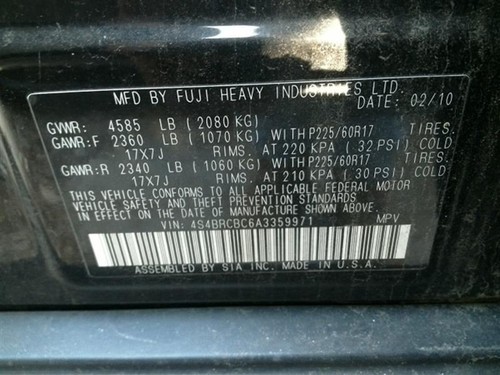 MFD BY FUJI HEAVY INDUSTRIES LTD.
DATE: 02/10
GVWR: 4585 LB (2080 KG)
GAWR:F 2360 LB (1070 KG) WITH P225/60R17 TIRES.
17X7J RIMS. AT 220 KPA (32 PSI) COLD
GAWR:R 2340 LB (1060 KG) WITH P225/60R17 TIRES.
17X7J RIMS. AT 210 KPA (30 PSI) COLD
THIS VEHICLE CONFORMS TO ALL APPLICABLE FEDERAL MOTOR
VEHICLE SAFETY AND THEFT PREVENTION STANDARDS
IN EFFECT ON THE DATE OF MANUFACTURE SHOWN ABOVE.
VIN: 4S4BRCBC6A3359971 MPV
ASSEMBLED BY SIA INC. MADE IN U.S.A.